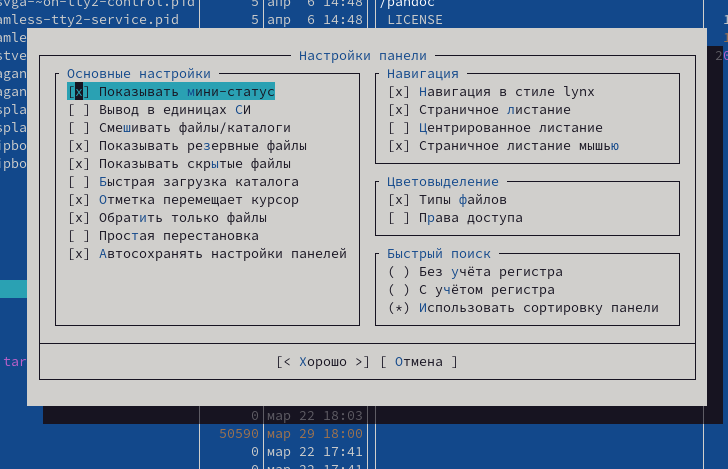 svga-~on-tty2-control.pid 5 апр 6 14:48 /pandoc
amless-tty2-service.pid 5 апр 6 14:48 LICENSE
Настройки панели
Основные настройки
[x] Показывать мини-статус
[ ] Вывод в единицах СИ
[ ] Смешивать файлы/каталоги
[x] Показывать резервные файлы
[x] Показывать скрытые файлы
[ ] Быстрая загрузка каталога
[x] Отметка перемещает курсор
[x] Обратить только файлы
[ ] Простая перестановка
[x] Автосохранять настройки панелей
Навигация
[x] Навигация в стиле lynx
[x] Страничное листание
[ ] Центрированное листание
[x] Страничное листание мышью
Цветовыделение
[x] Типы файлов
[ ] Права доступа
Быстрый поиск
( ) Без учёта регистра
( ) С учётом регистра
(*) Использовать сортировку панели
[< Хорошо >] [ Отмена ]
tar
0 мар 22 18:03
50590 мар 29 18:00
0 мар 22 17:41
0 мар 22 17:41